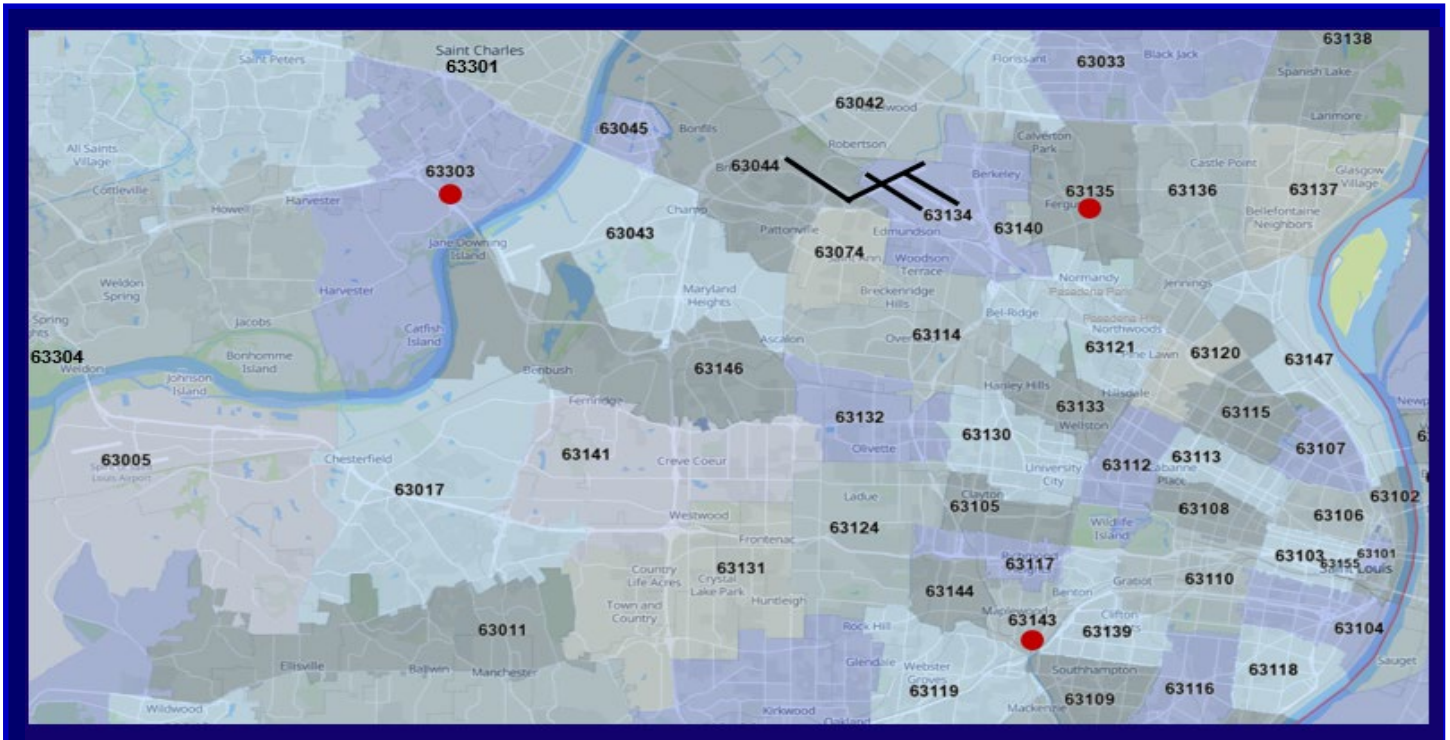 63138
Saint Charles
63301
Saint Peters
Florissant
63033
Black Jack
Spanish Lake
63042
Larimore
63045
Bonfils
Robertson
Calverton
Park
All Saints
Village
63044
Castle Point
Glasgow
Village
63303
Berkeley
Cottleville
Harvester
63135
63136
63137
Howell
Champ
63134
Bellefontaine
Neighbors
63043
Pattonville
Edmundson
63140
Jane Downing
Island
63074
Saint Ann
Woodson
Terrace
Weldon
Spring
Harvester
Maryland
Heights
Breckenridge
Hills
Normandy
Jennings
Spring
Jacobs
Catfish
Island
Bel-Ridge
Northwoods
63304
Weldon
Bonhomme
Island
Ascalon
63114
63121
Pine Lawn
63120
63147
Johnson
Island
Benbush
63146
Hanley Hills
Hillsdale
Fernridge
63132
63133
Wellston
63115
63005
Chesterfield
63141
Creve Coeur
Olivette
63130
University
City
63112
63113
Place
63107
63017
Ladue
Clayton
63105
63108
63102
Westwood
63124
Wildlife
Island
63106
Frontenac
63103
63155
63101
Saint Louis
Country
Life Acres
63131
Crystal
Lake Park
63117
Huntleigh
63144
Benton
Gratiot
63110
Town and
Country
Maplewood
63143
Clifton
63139
63011
Rock Hill
63104
Ellisville
Ballwin
Manchester
Glendale
Webster
Groves
Southhampton
63118
Sauget
63119
63109
63116
Wildwood
Kirkwood
Oakland
Mackenzie